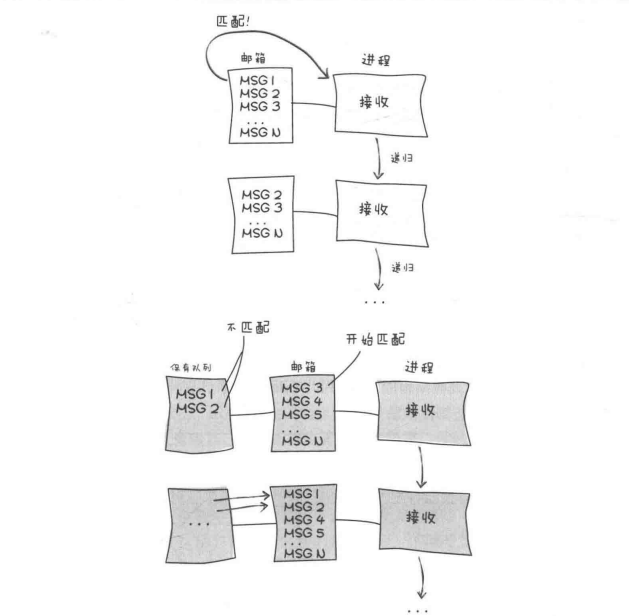 匹配!
邮箱
进程
MSG 1
MSG 2
MSG 3
...
MSG N
接收
递归
MSG 2
MSG 3
...
MSG N
接收
递归
...
不匹配
开始匹配
保存队列
邮箱
进程
MSG 1
MSG 2
MSG 3
MSG 4
MSG 5
...
MSG N
接收
...
MSG 1
MSG 2
MSG 4
MSG 5
...
MSG N
接收
...